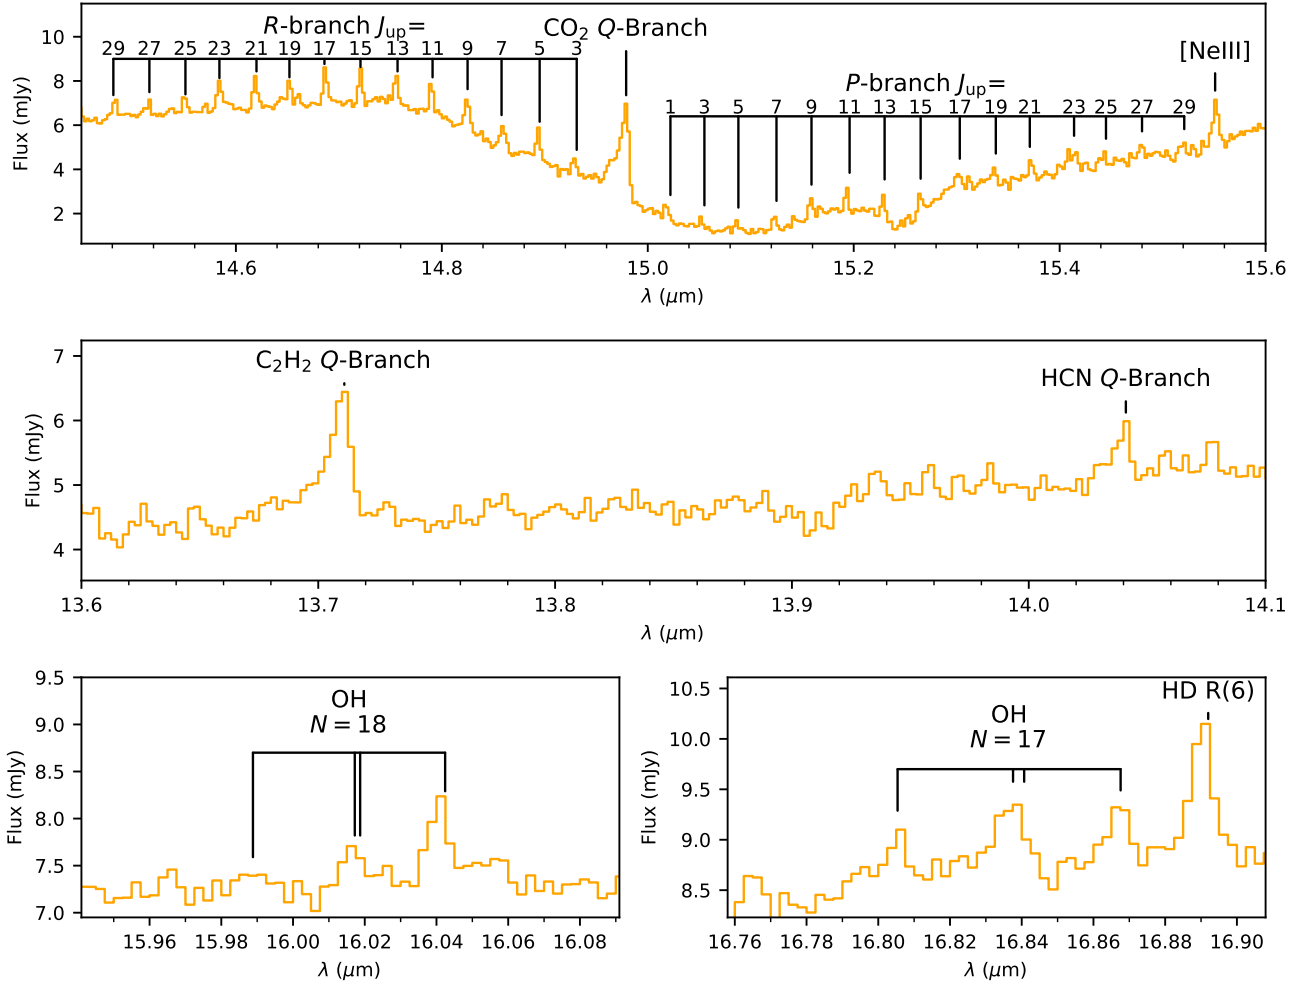 R-branch J_up=
CO₂ Q-Branch
29 27 25 23 21 19 17 15 13 11 9 7 5 3
[NeIII]
P-branch J_up=
1 3 5 7 9 11 13 15 17 19 21 23 25 27 29
10
8
6
4
2
Flux (mJy)
14.6 14.8 15.0 15.2 15.4 15.6
λ (μm)
C₂H₂ Q-Branch
HCN Q-Branch
7
6
5
4
Flux (mJy)
13.6 13.7 13.8 13.9 14.0 14.1
λ (μm)
OH
N = 18
9.5
9.0
8.5
8.0
7.5
7.0
Flux (mJy)
15.96 15.98 16.00 16.02 16.04 16.06 16.08
λ (μm)
HD R(6)
OH
N = 17
10.5
10.0
9.5
9.0
8.5
Flux (mJy)
16.76 16.78 16.80 16.82 16.84 16.86 16.88 16.90
λ (μm)